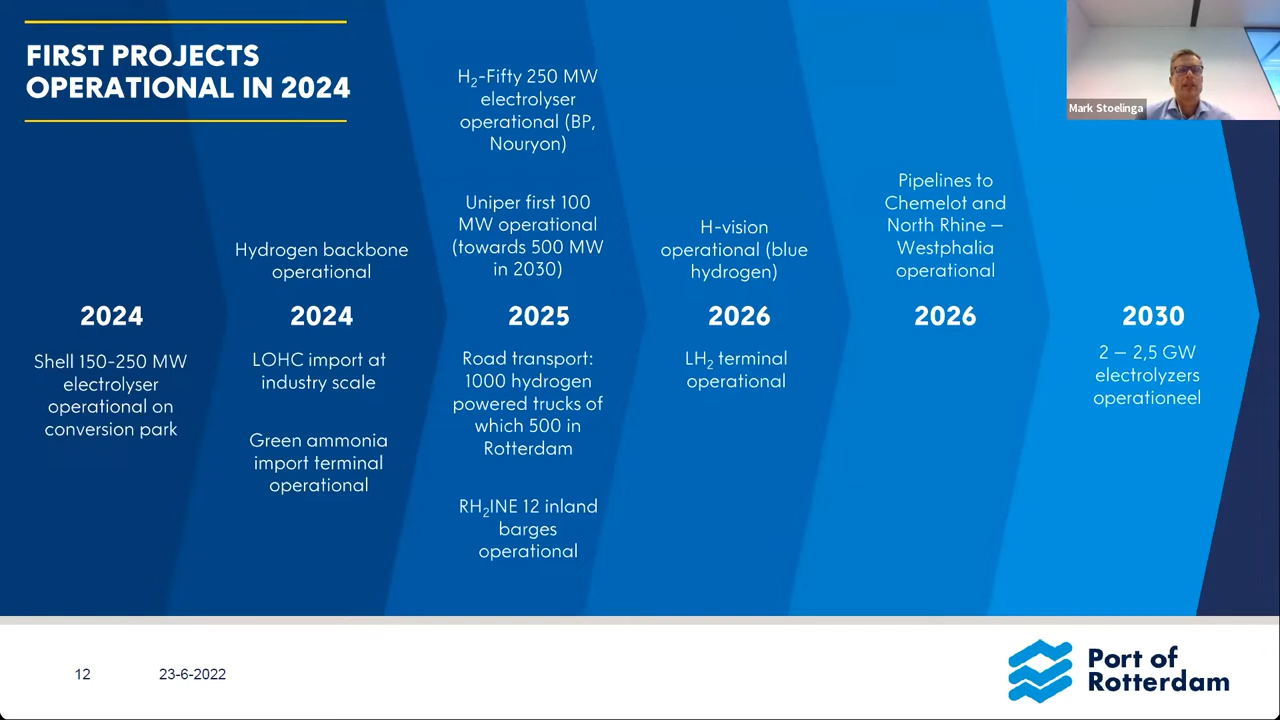 FIRST PROJECTS
OPERATIONAL IN 2024
Mark Stoelinga
2024
Shell 150-250 MW
electrolyser
operational on
conversion park
Hydrogen backbone
operational
2024
LOHC import at
industry scale
Green ammonia
import terminal
operational
H₂-Fifty 250 MW
electrolyser
operational (BP,
Nouryon)
Uniper first 100
MW operational
(towards 500 MW
in 2030)
2025
Road transport:
1000 hydrogen
powered trucks of
which 500 in
Rotterdam
RH₂INE 12 inland
barges
operational
H-vision
operational (blue
hydrogen)
2026
LH₂ terminal
operational
Pipelines to
Chemelot and
North Rhine –
Westphalia
operational
2026
2030
2 – 2,5 GW
electrolyzers
operationeel
12
23-6-2022
Port of
Rotterdam